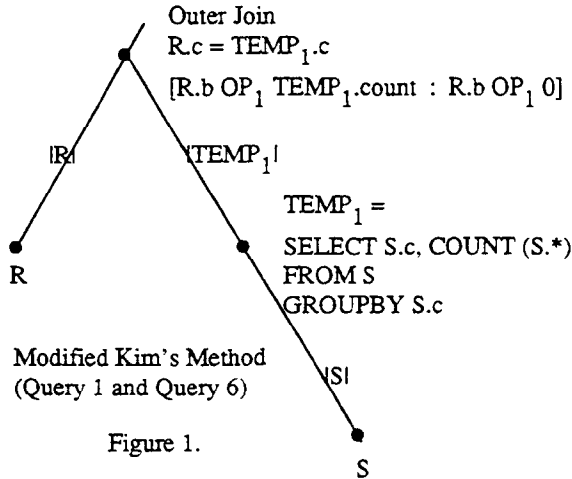 Outer Join
R.c = TEMP1.c
[R.b OP1 TEMP1.count : R.b OP1 0]
|R|
|TEMP1|
TEMP1 =
SELECT S.c, COUNT (S.*)
FROM S
GROUPBY S.c
R
Modified Kim's Method
(Query 1 and Query 6)
|S|
Figure 1.
S